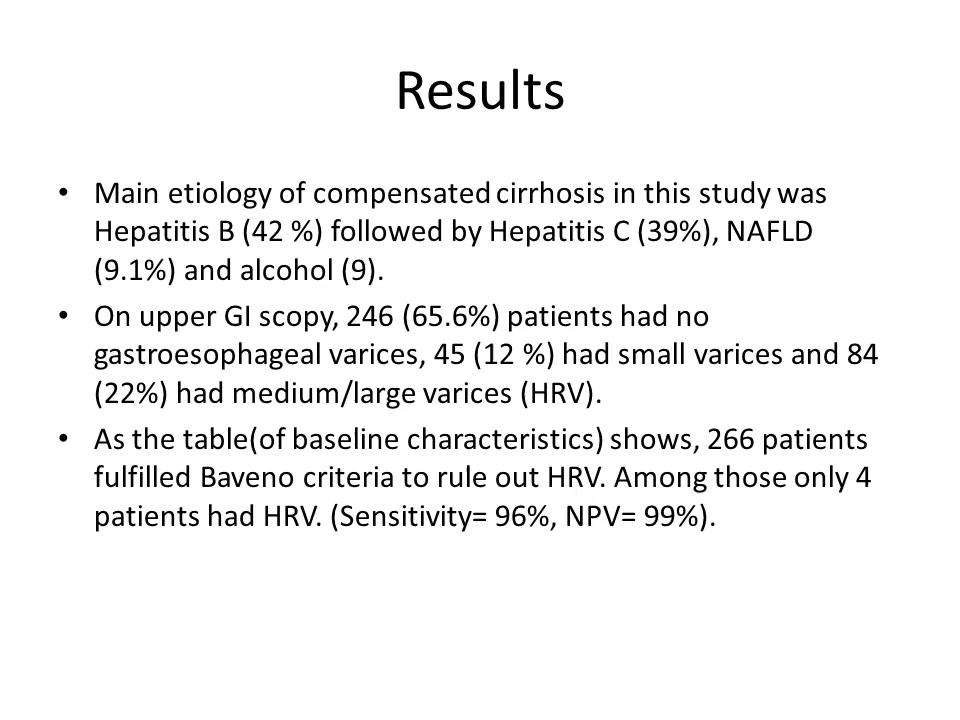 Results
• Main etiology of compensated cirrhosis in this study was
Hepatitis B (42 %) followed by Hepatitis C (39%), NAFLD
(9.1%) and alcohol (9).
• On upper GI scopy, 246 (65.6%) patients had no
gastroesophageal varices, 45 (12 %) had small varices and 84
(22%) had medium/large varices (HRV).
• As the table(of baseline characteristics) shows, 266 patients
fulfilled Baveno criteria to rule out HRV. Among those only 4
patients had HRV. (Sensitivity= 96%, NPV= 99%).